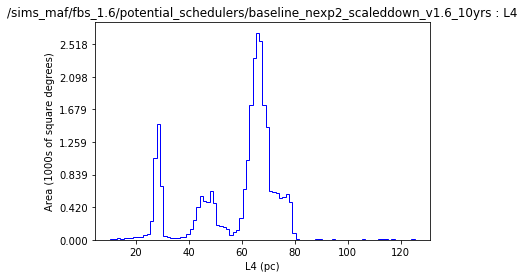 /sims_maf/fbs_1.6/potential_schedulers/baseline_nexp2_scaleddown_v1.6_10yrs : L4
2.518
2.098
1.679
1.259
0.839
0.420
0.000
Area (1000s of square degrees)
20 40 60 80 100 120
L4 (pc)